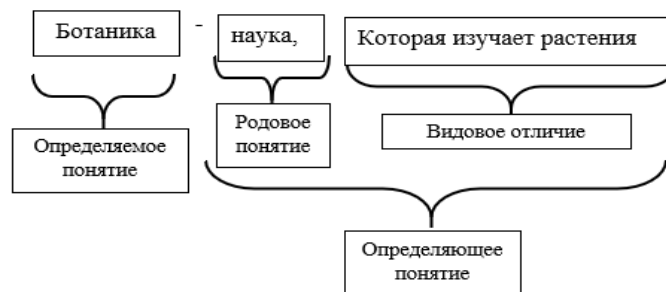 Ботаника - наука, Которая изучает растения
Определяемое
понятие
Родовое
понятие
Видовое отличие
Определяющее
понятие